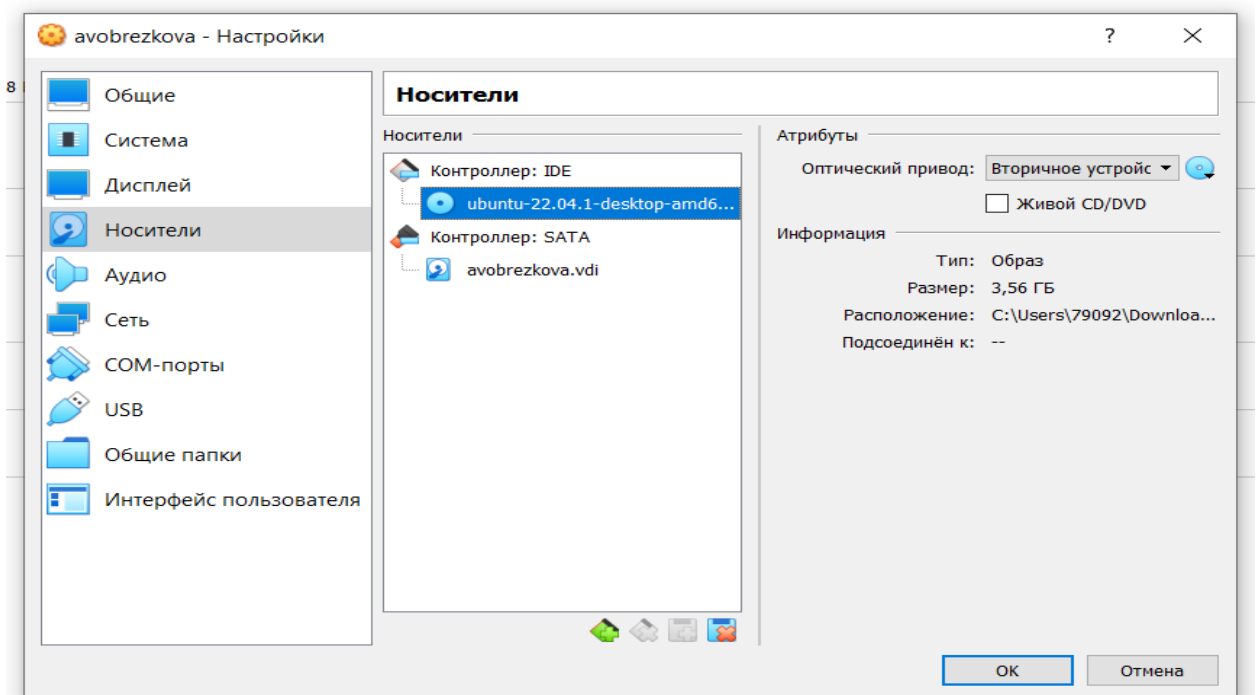 avobrezkova - Настройки
?
8
Общие
Система
Дисплей
Носители
Аудио
Сеть
COM-порты
USB
Общие папки
Интерфейс пользователя
Носители
Носители
Контроллер: IDE
ubuntu-22.04.1-desktop-amd6...
Контроллер: SATA
avobrezkova.vdi
Атрибуты
Оптический привод: Вторичное устройс
Живой CD/DVD
Информация
Тип: Образ
Размер: 3,56 ГБ
Расположение: C:\Users\79092\Downloa...
Подсоединён к: --
OK
Отмена